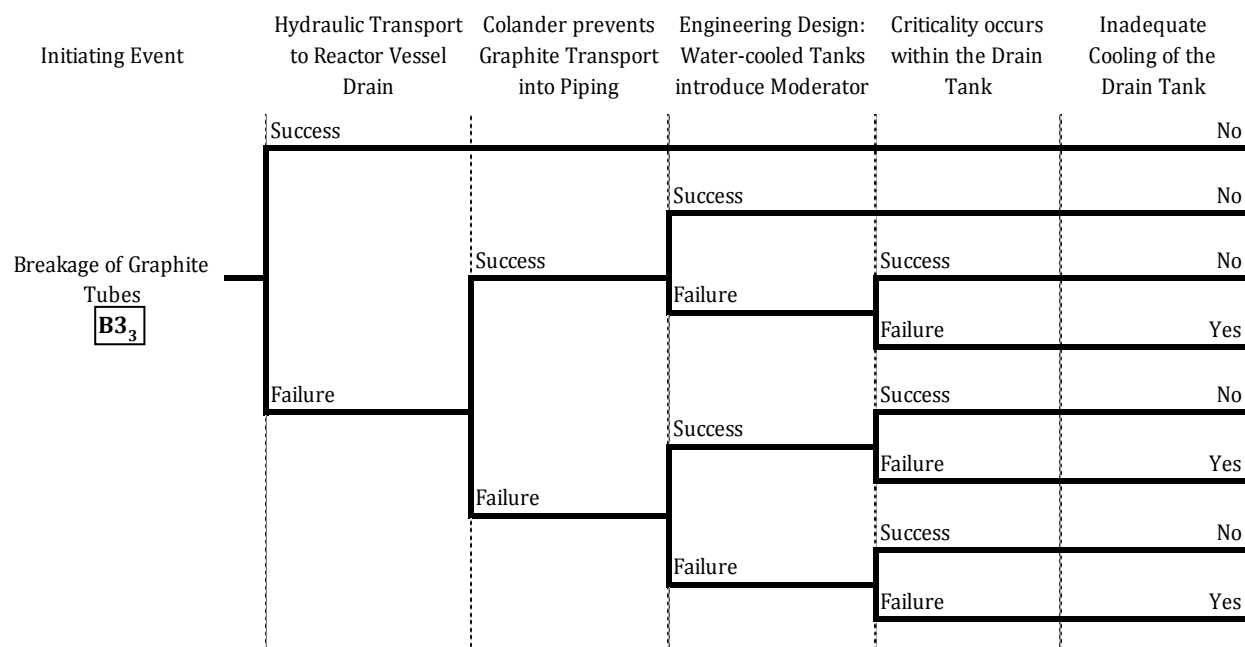 Initiating Event
Hydraulic Transport
to Reactor Vessel
Drain
Colander prevents
Graphite Transport
into Piping
Engineering Design:
Water-cooled Tanks
introduce Moderator
Criticality occurs
within the Drain
Tank
Inadequate
Cooling of the
Drain Tank
Success
No
Success
No
Breakage of Graphite
Tubes
B3₃
Success
Success
No
Failure
Failure
Yes
Failure
Success
No
Success
Failure
Yes
Failure
Success
No
Failure
Failure
Yes